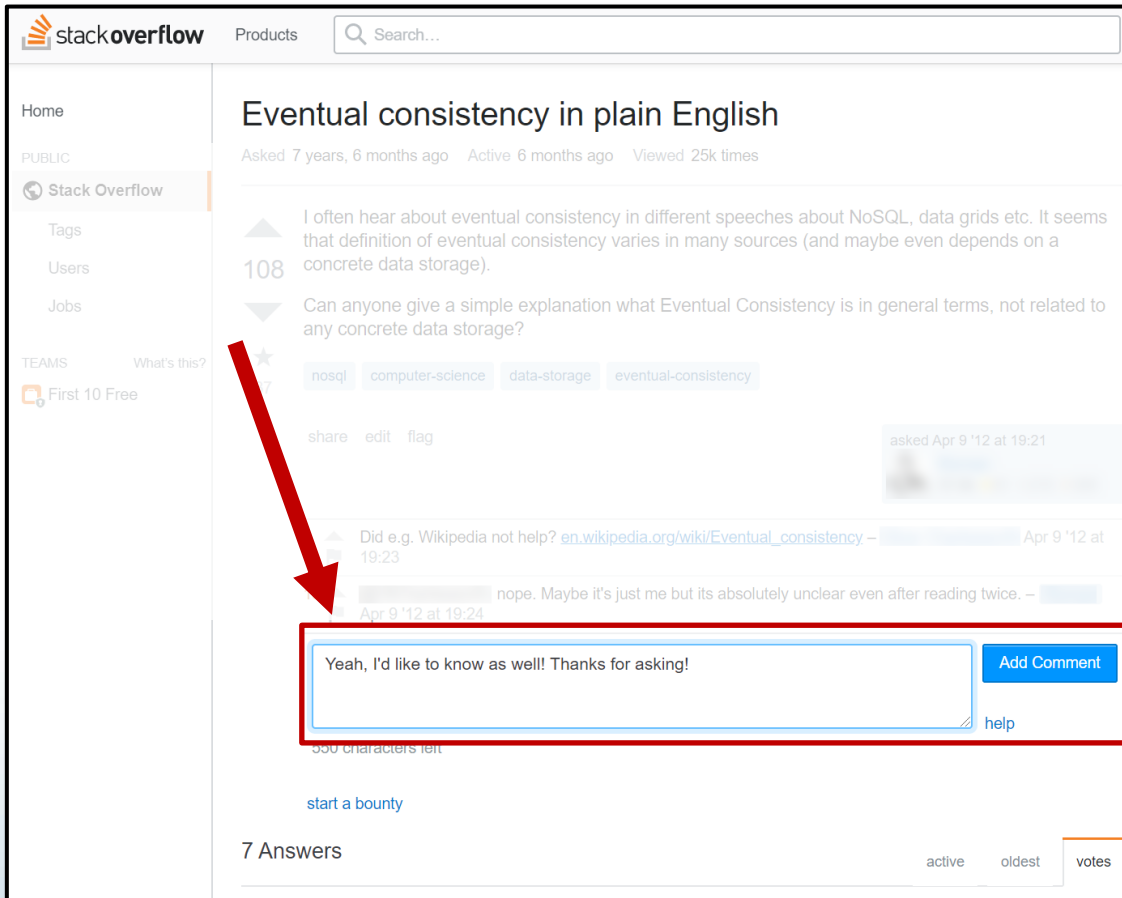 stackoverflow Products Search...
Home
PUBLIC
Stack Overflow
Tags
Users
Jobs
TEAMS What's this?
First 10 Free
Eventual consistency in plain English
Asked 7 years, 6 months ago Active 6 months ago Viewed 25k times
108
I often hear about eventual consistency in different speeches about NoSQL, data grids etc. It seems
that definition of eventual consistency varies in many sources (and maybe even depends on a
concrete data storage).
Can anyone give a simple explanation what Eventual Consistency is in general terms, not related to
any concrete data storage?
nosql computer-science data-storage eventual-consistency
share edit flag
asked Apr 9 '12 at 19:21
Did e.g. Wikipedia not help? en.wikipedia.org/wiki/Eventual_consistency – Apr 9 '12 at
19:23
nope. Maybe it's just me but its absolutely unclear even after reading twice. –
Apr 9 '12 at 19:24
Yeah, I'd like to know as well! Thanks for asking!
Add Comment
help
550 characters left
start a bounty
7 Answers
active oldest votes